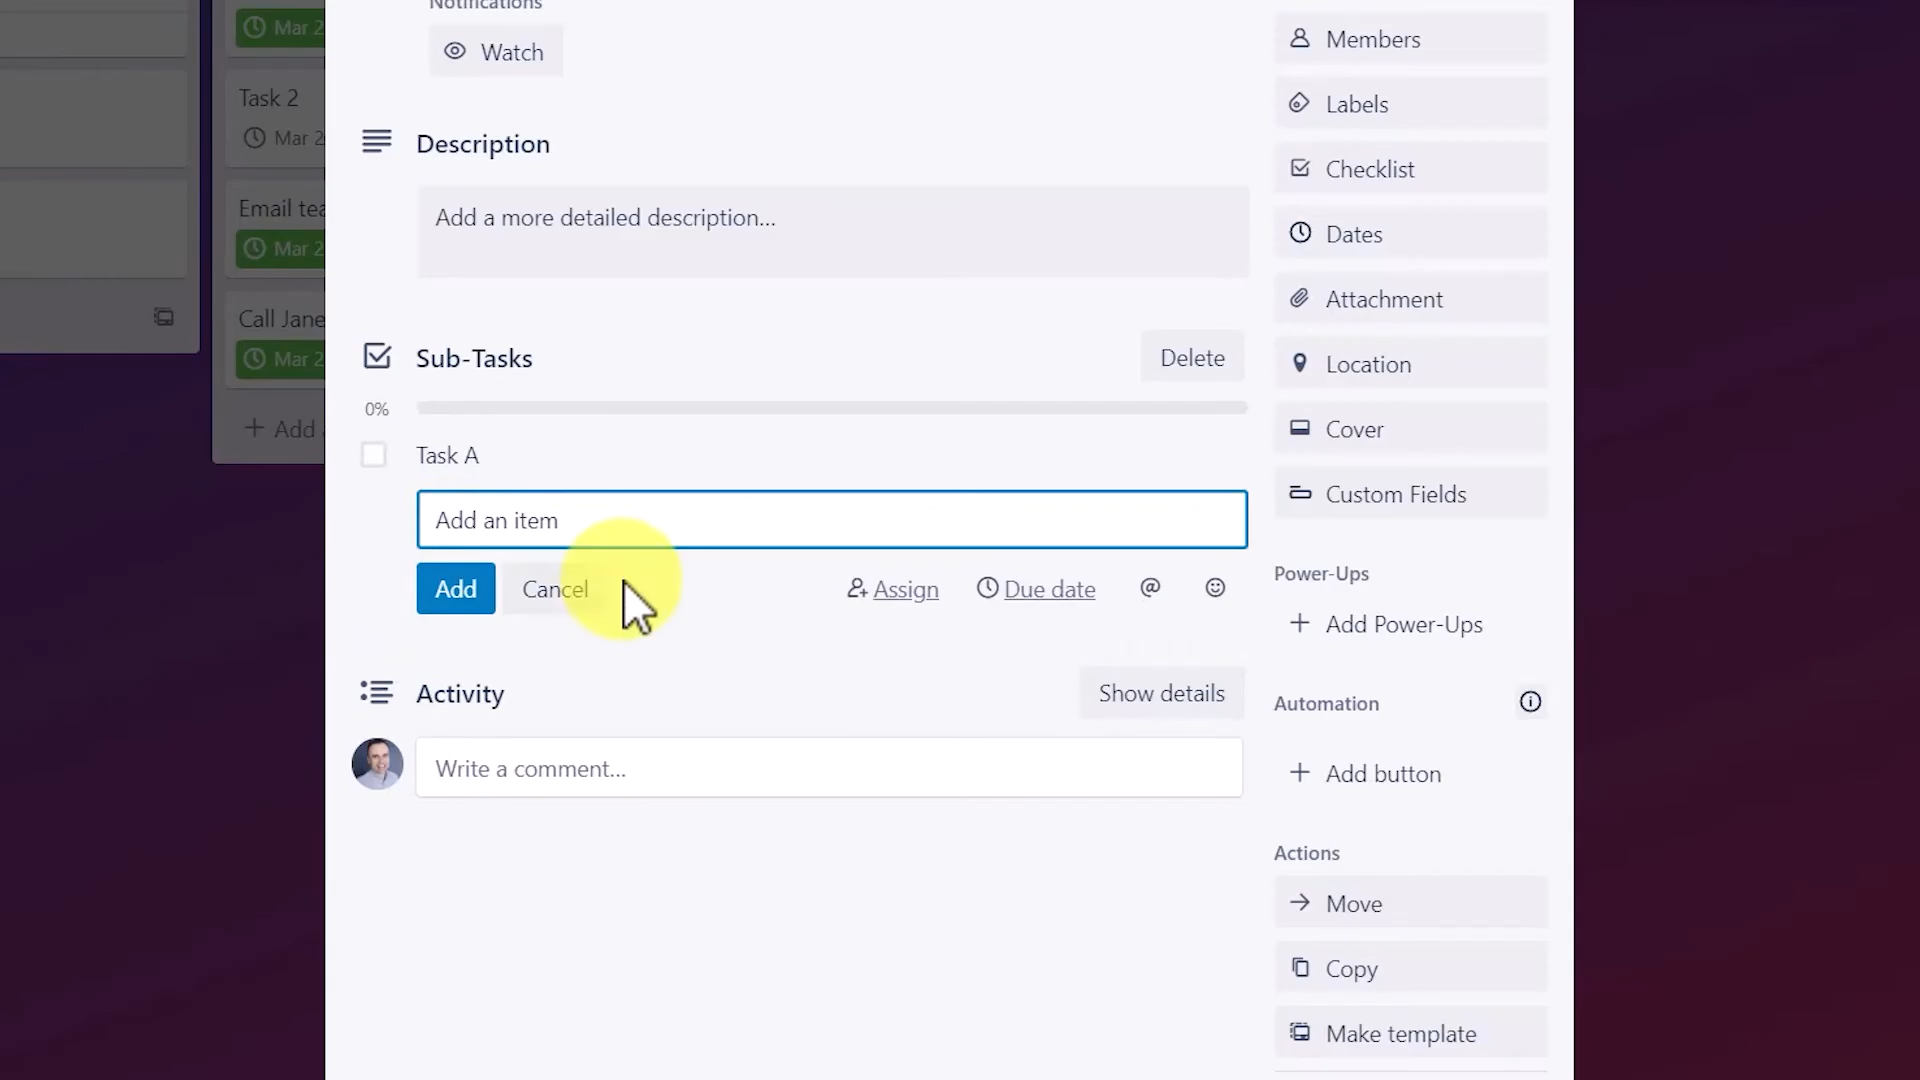 Notifications
Watch
Description
Add a more detailed description...
Sub-Tasks
Delete
0%
Task A
Add an item
Add
Cancel
Assign
Due date
@
Activity
Show details
Write a comment...
Members
Labels
Checklist
Dates
Attachment
Location
Cover
Custom Fields
Power-Ups
+ Add Power-Ups
Automation
+ Add button
Actions
Move
Copy
Make template
Mar 2
Task 2
Mar 2
Email tea
Mar 2
Call Jane
Mar 2
+ Add